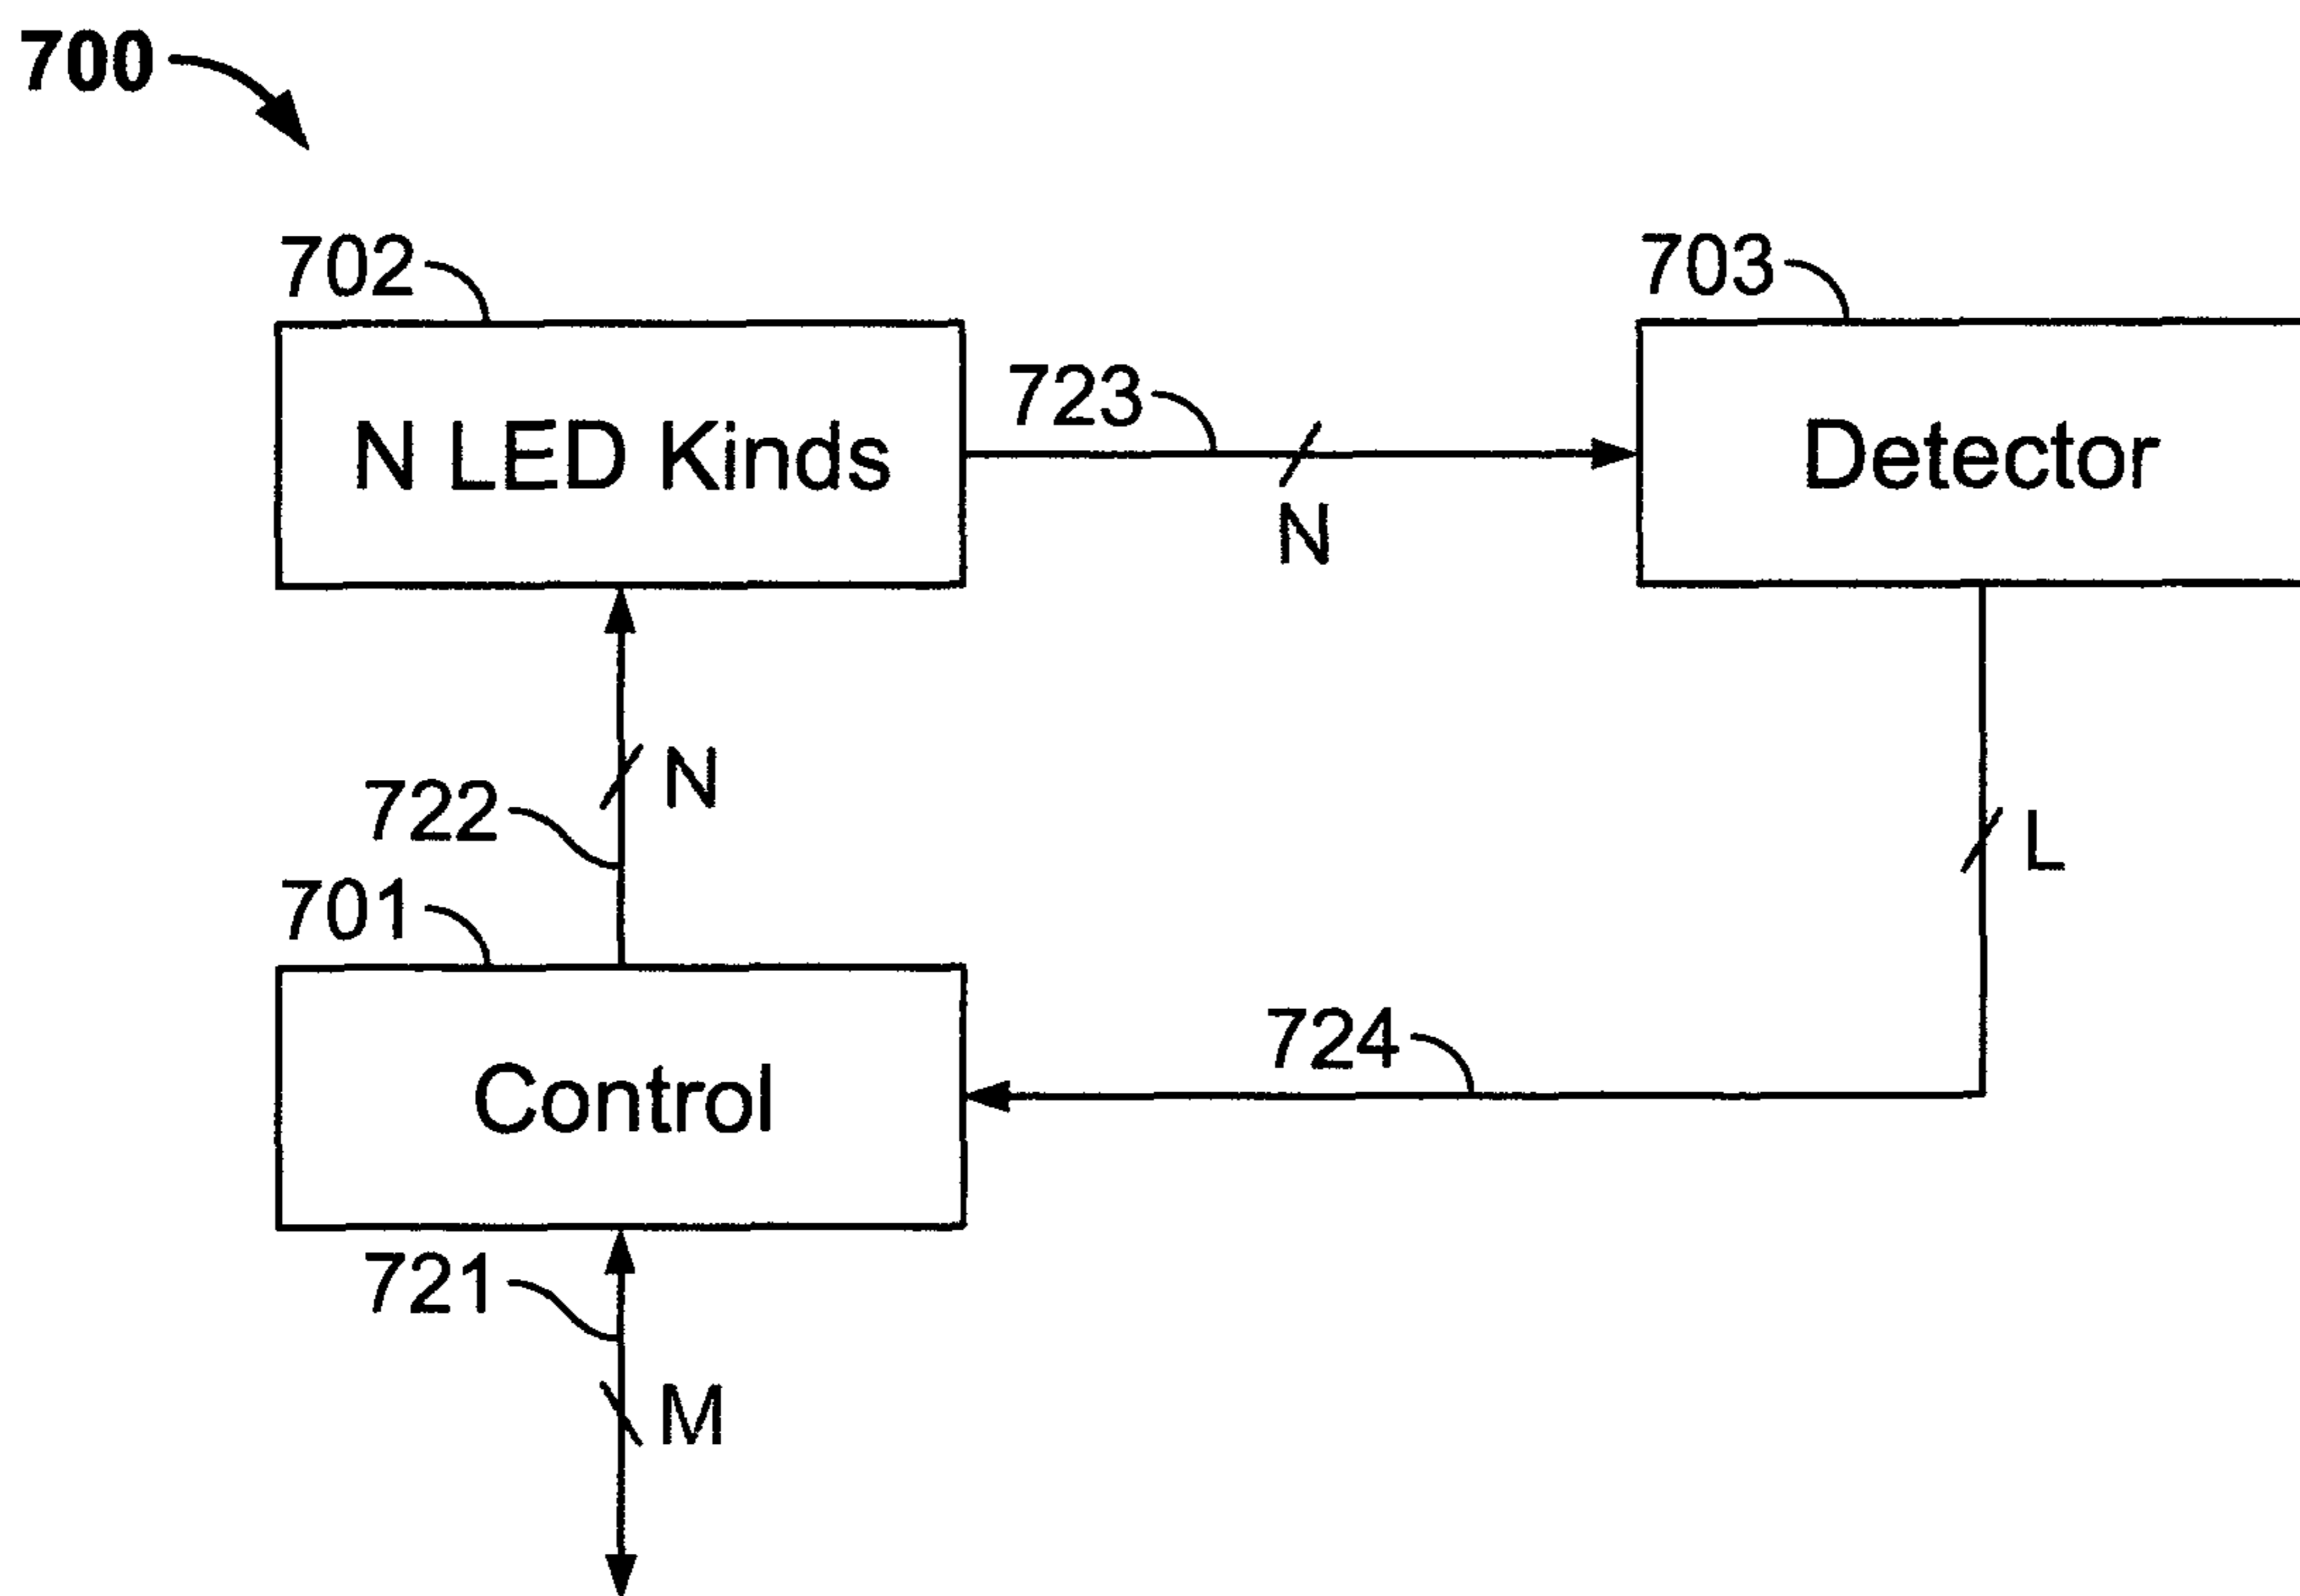 700
702
703
723
N LED Kinds
Detector
N
N
722
L
701
724
Control
721
M